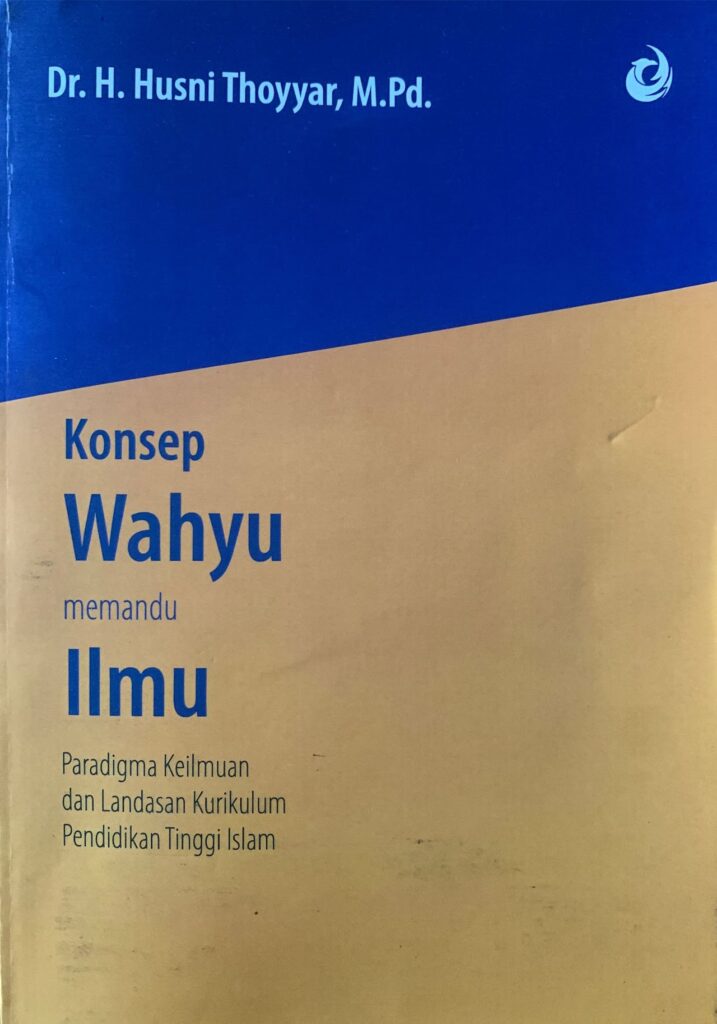 Dr. H. Husni Thoyyar, M.Pd.
Konsep
Wahyu
memandu
Ilmu
Paradigma Keilmuan
dan Landasan Kurikulum
Pendidikan Tinggi Islam